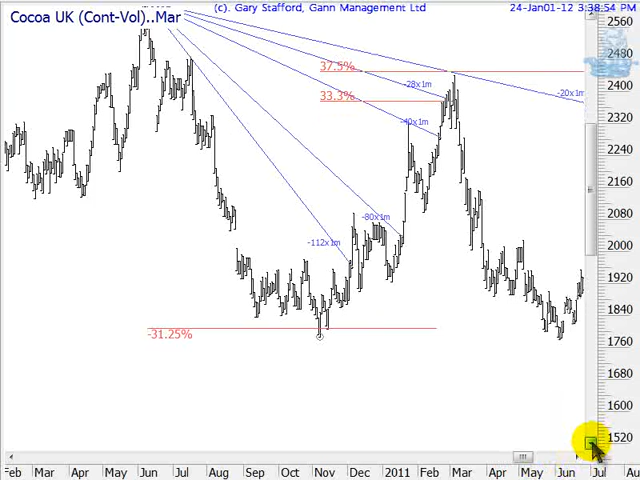 Cocoa UK (Cont-Vol)..Mar
(c). Gary Stafford, Gann Management Ltd
24-Jan01-12 3:38:54 PM
2560
2480
2400
2320
2240
2160
2080
2000
1920
1840
1760
1680
1600
1520
37.5%
33.3%
-28x1m
-20x1m
-40x1m
-80x1m
-112x1m
-31.25%
Feb Mar Apr May Jun Jul Aug Sep Oct Nov Dec 2011 Feb Mar Apr May Jun Jul Au